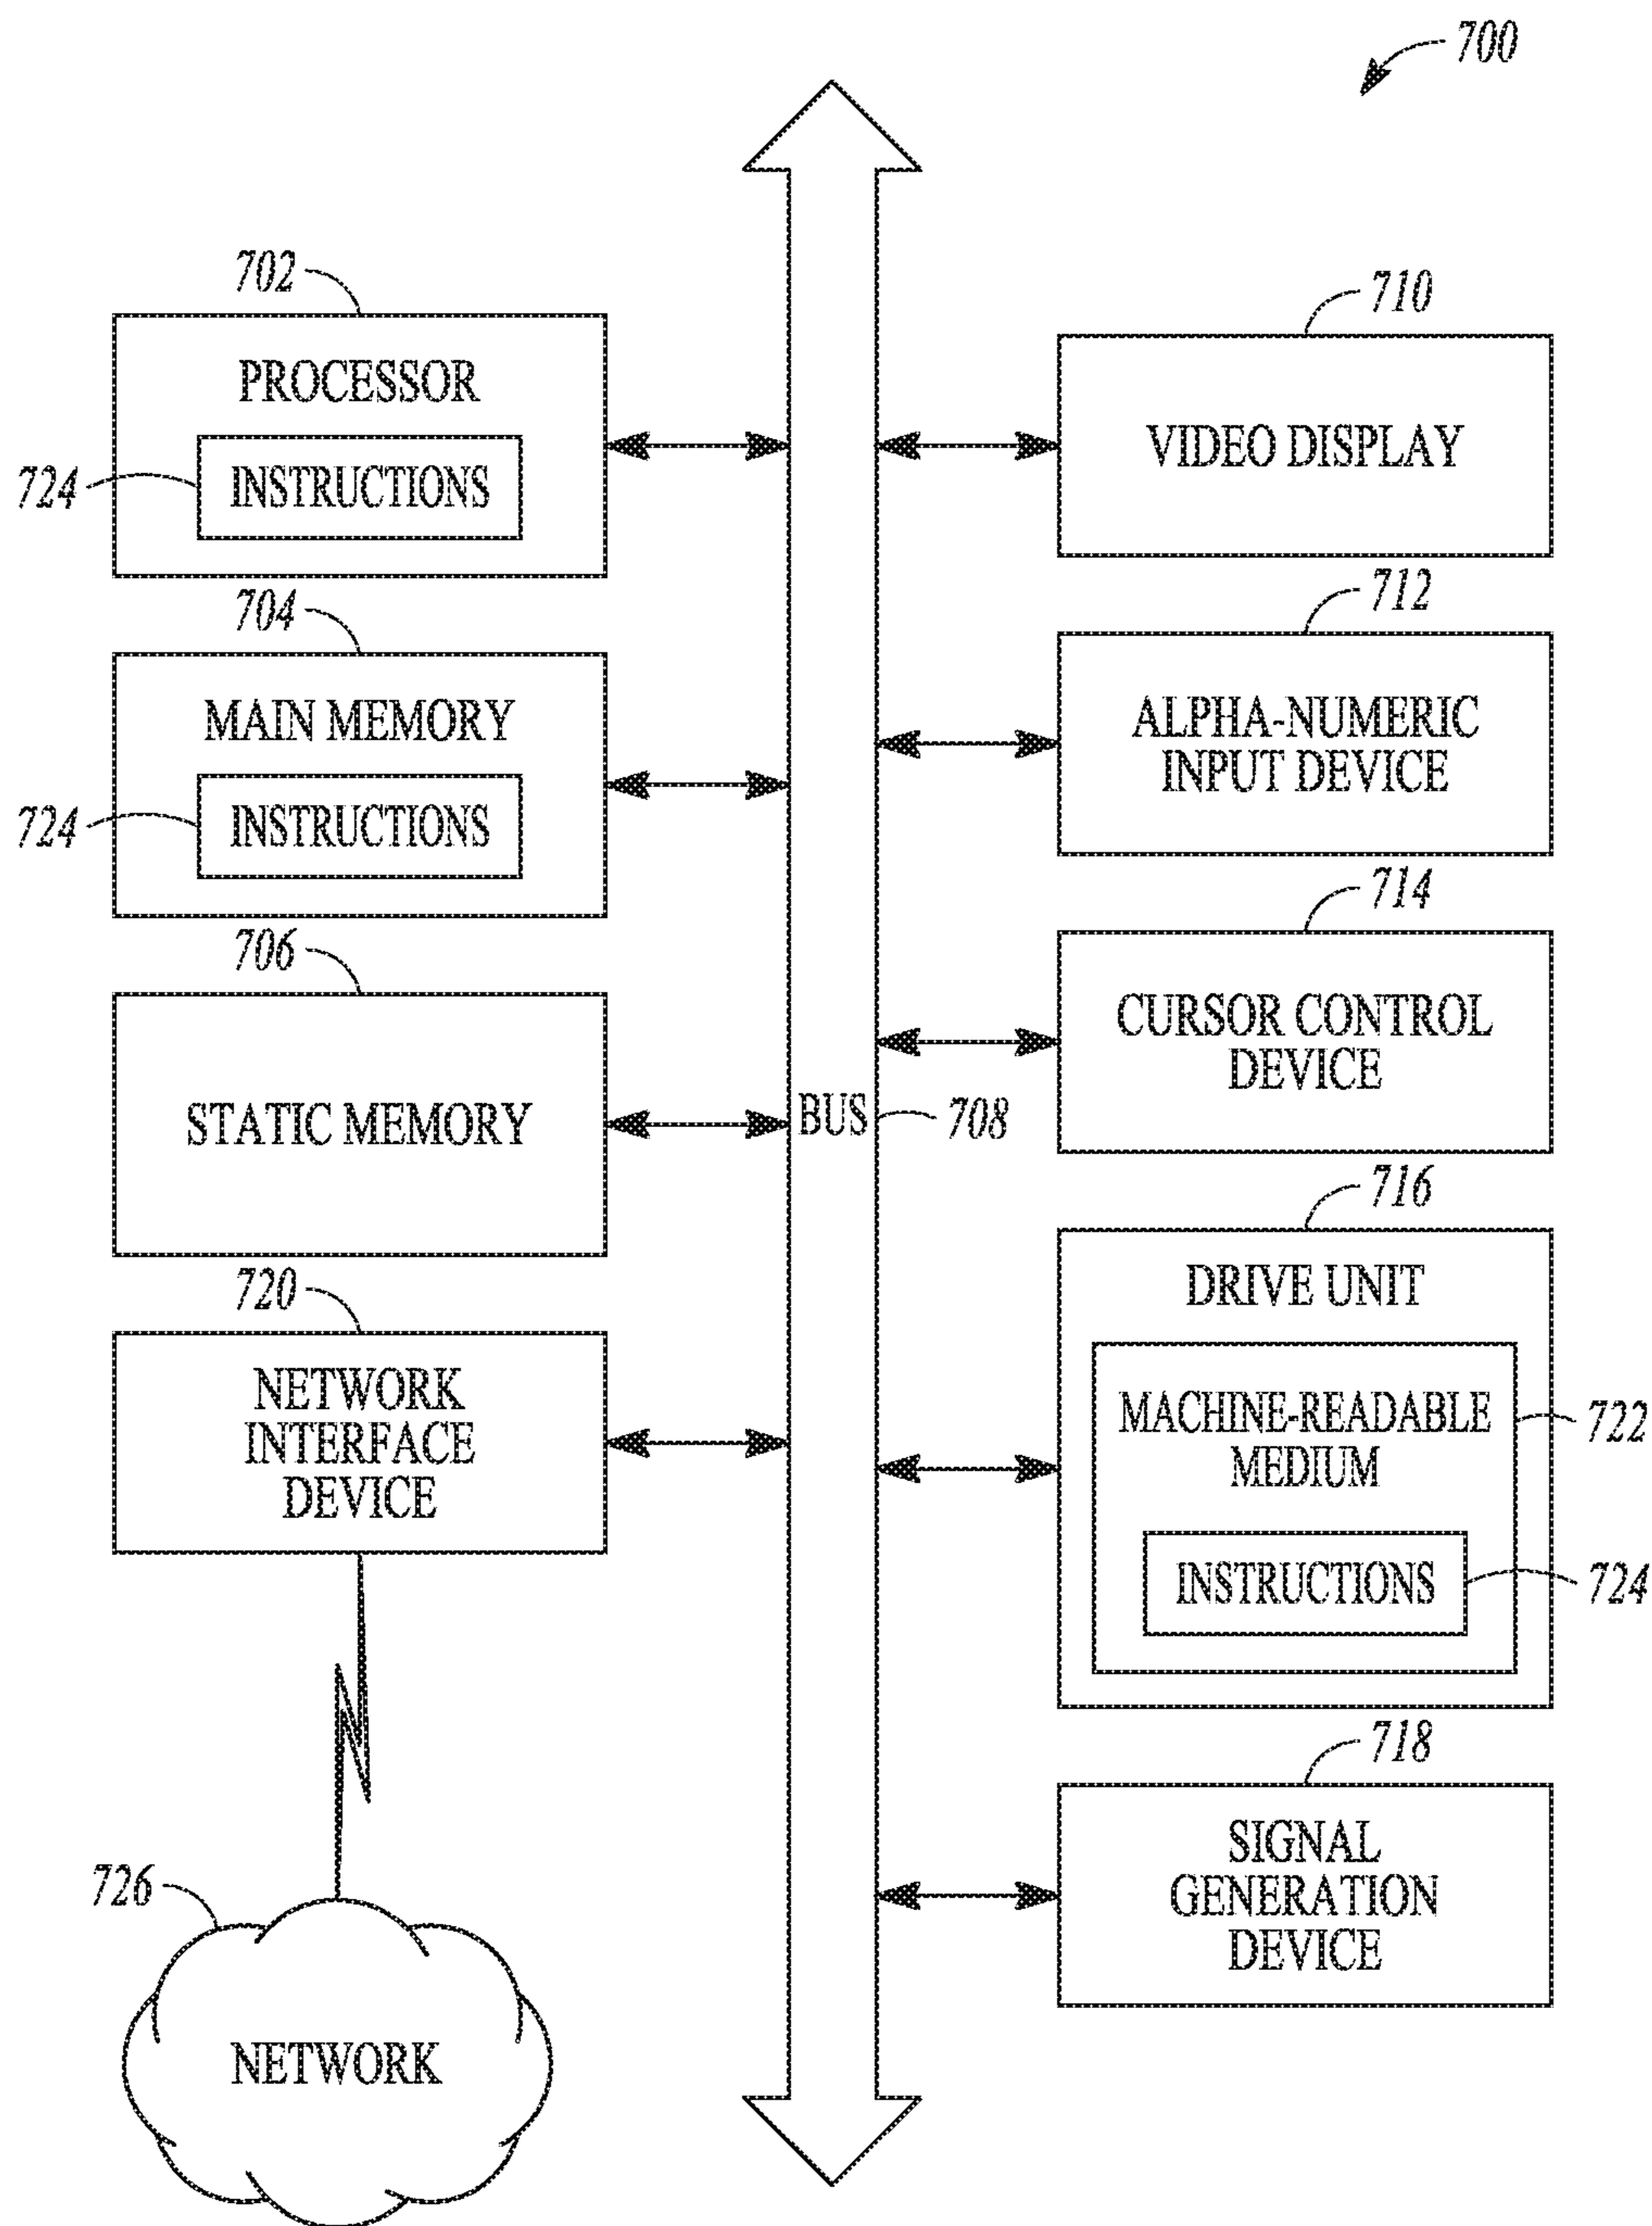 700
702
PROCESSOR
724
INSTRUCTIONS
704
MAIN MEMORY
724
INSTRUCTIONS
706
STATIC MEMORY
720
NETWORK
INTERFACE
DEVICE
726
NETWORK
BUS
708
710
VIDEO DISPLAY
712
ALPHA-NUMERIC
INPUT DEVICE
714
CURSOR CONTROL
DEVICE
716
DRIVE UNIT
MACHINE-READABLE
MEDIUM
722
INSTRUCTIONS
724
718
SIGNAL
GENERATION
DEVICE